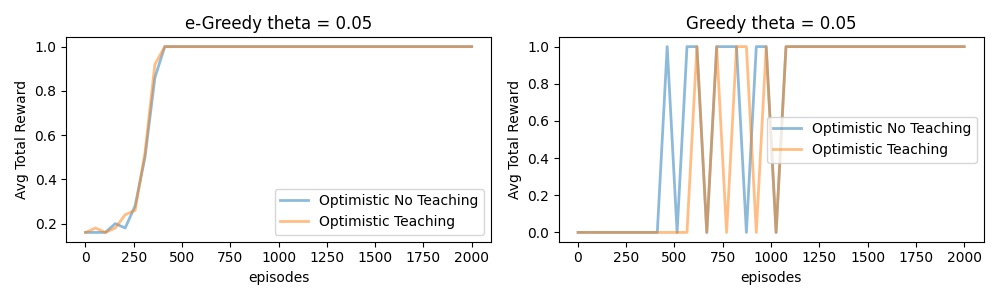 e-Greedy theta = 0.05
Avg Total Reward
1.0
0.8
0.6
0.4
0.2
0 250 500 750 1000 1250 1500 1750 2000
episodes
Optimistic No Teaching
Optimistic Teaching
Greedy theta = 0.05
Avg Total Reward
1.0
0.8
0.6
0.4
0.2
0.0
0 250 500 750 1000 1250 1500 1750 2000
episodes
Optimistic No Teaching
Optimistic Teaching